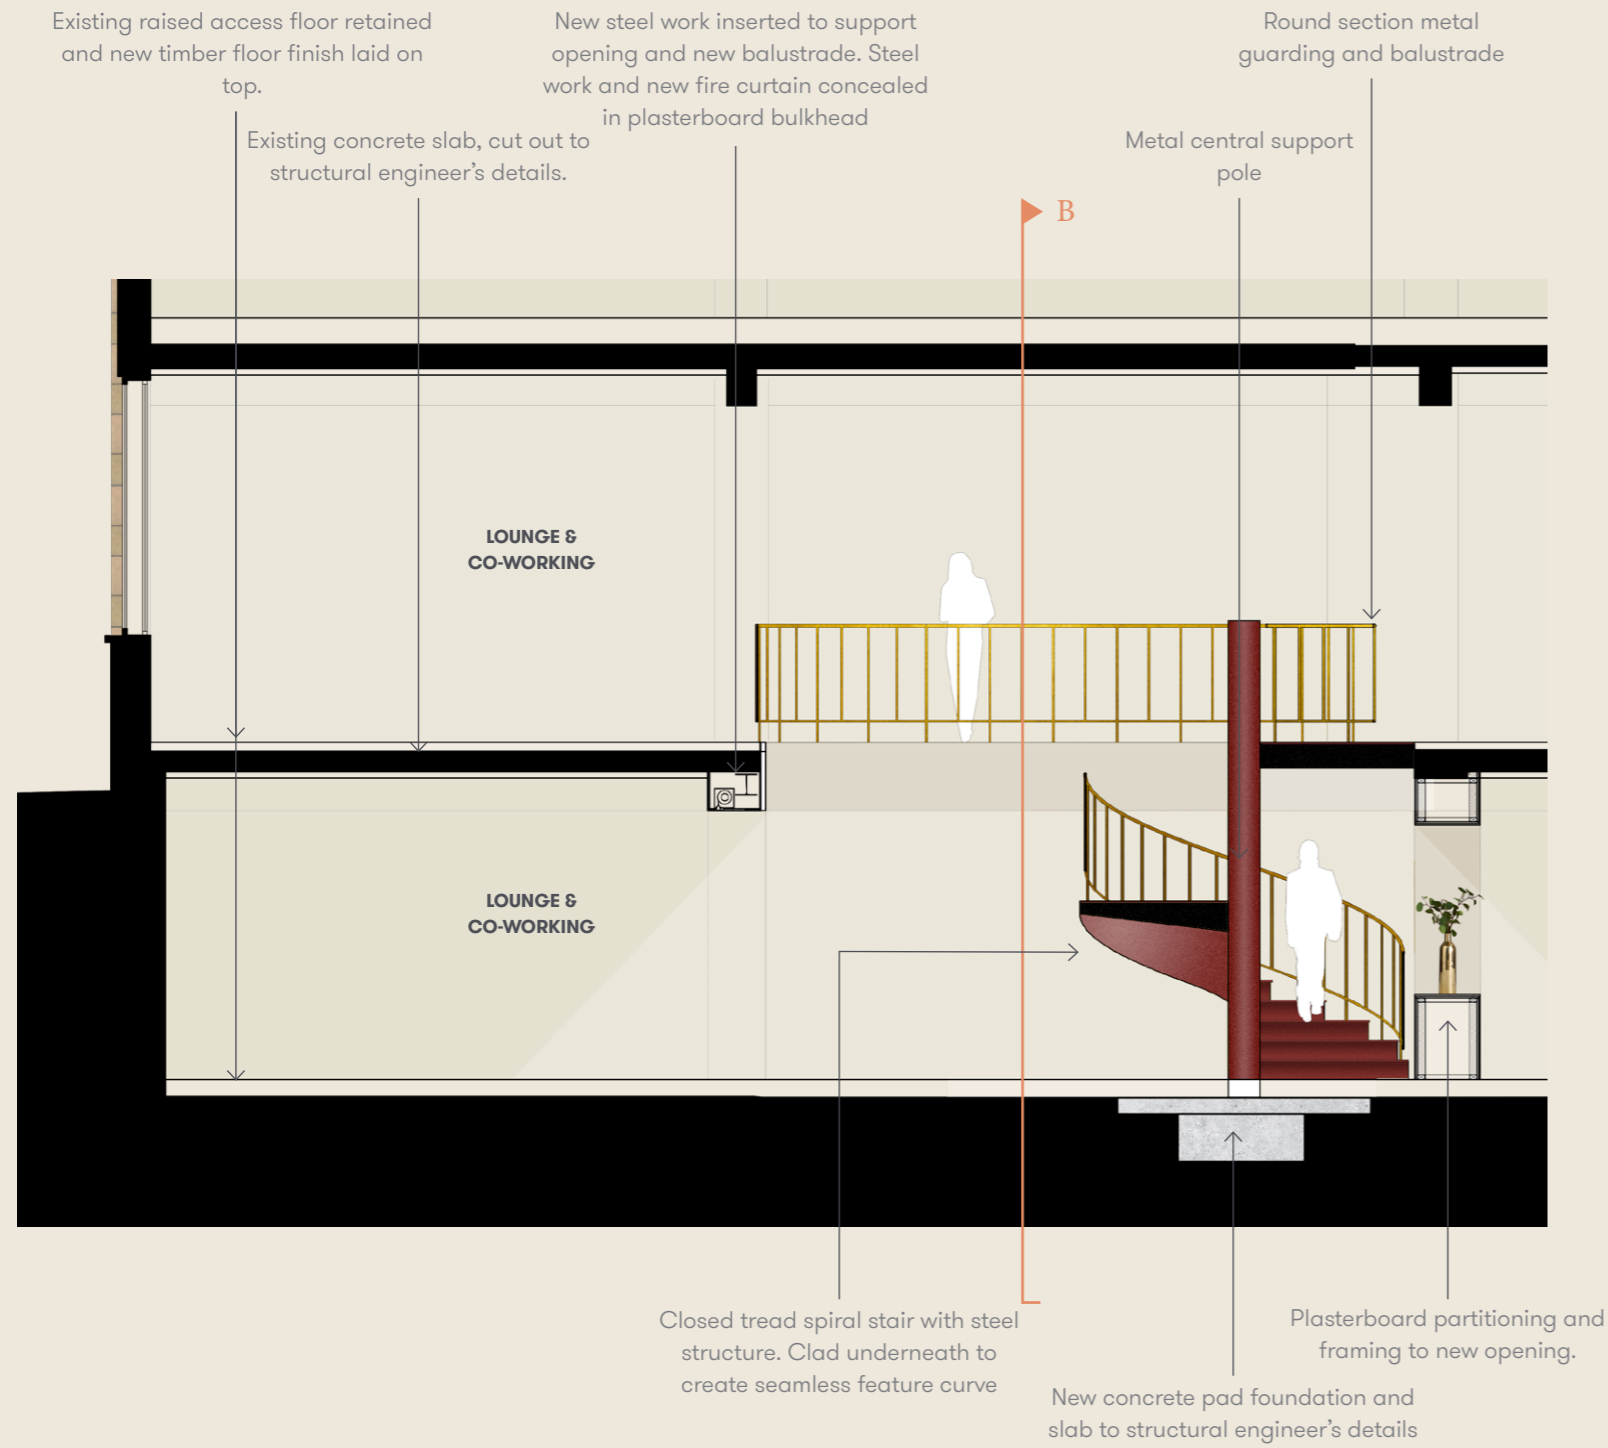 Existing raised access floor retained
and new timber floor finish laid on
top.
New steel work inserted to support
opening and new balustrade. Steel
work and new fire curtain concealed
in plasterboard bulkhead
Round section metal
guarding and balustrade
Existing concrete slab, cut out to
structural engineer’s details.
Metal central support
pole
B
LOUNGE &
CO-WORKING
LOUNGE &
CO-WORKING
Closed tread spiral stair with steel
structure. Clad underneath to
create seamless feature curve
Plasterboard partitioning and
framing to new opening.
New concrete pad foundation and
slab to structural engineer’s details